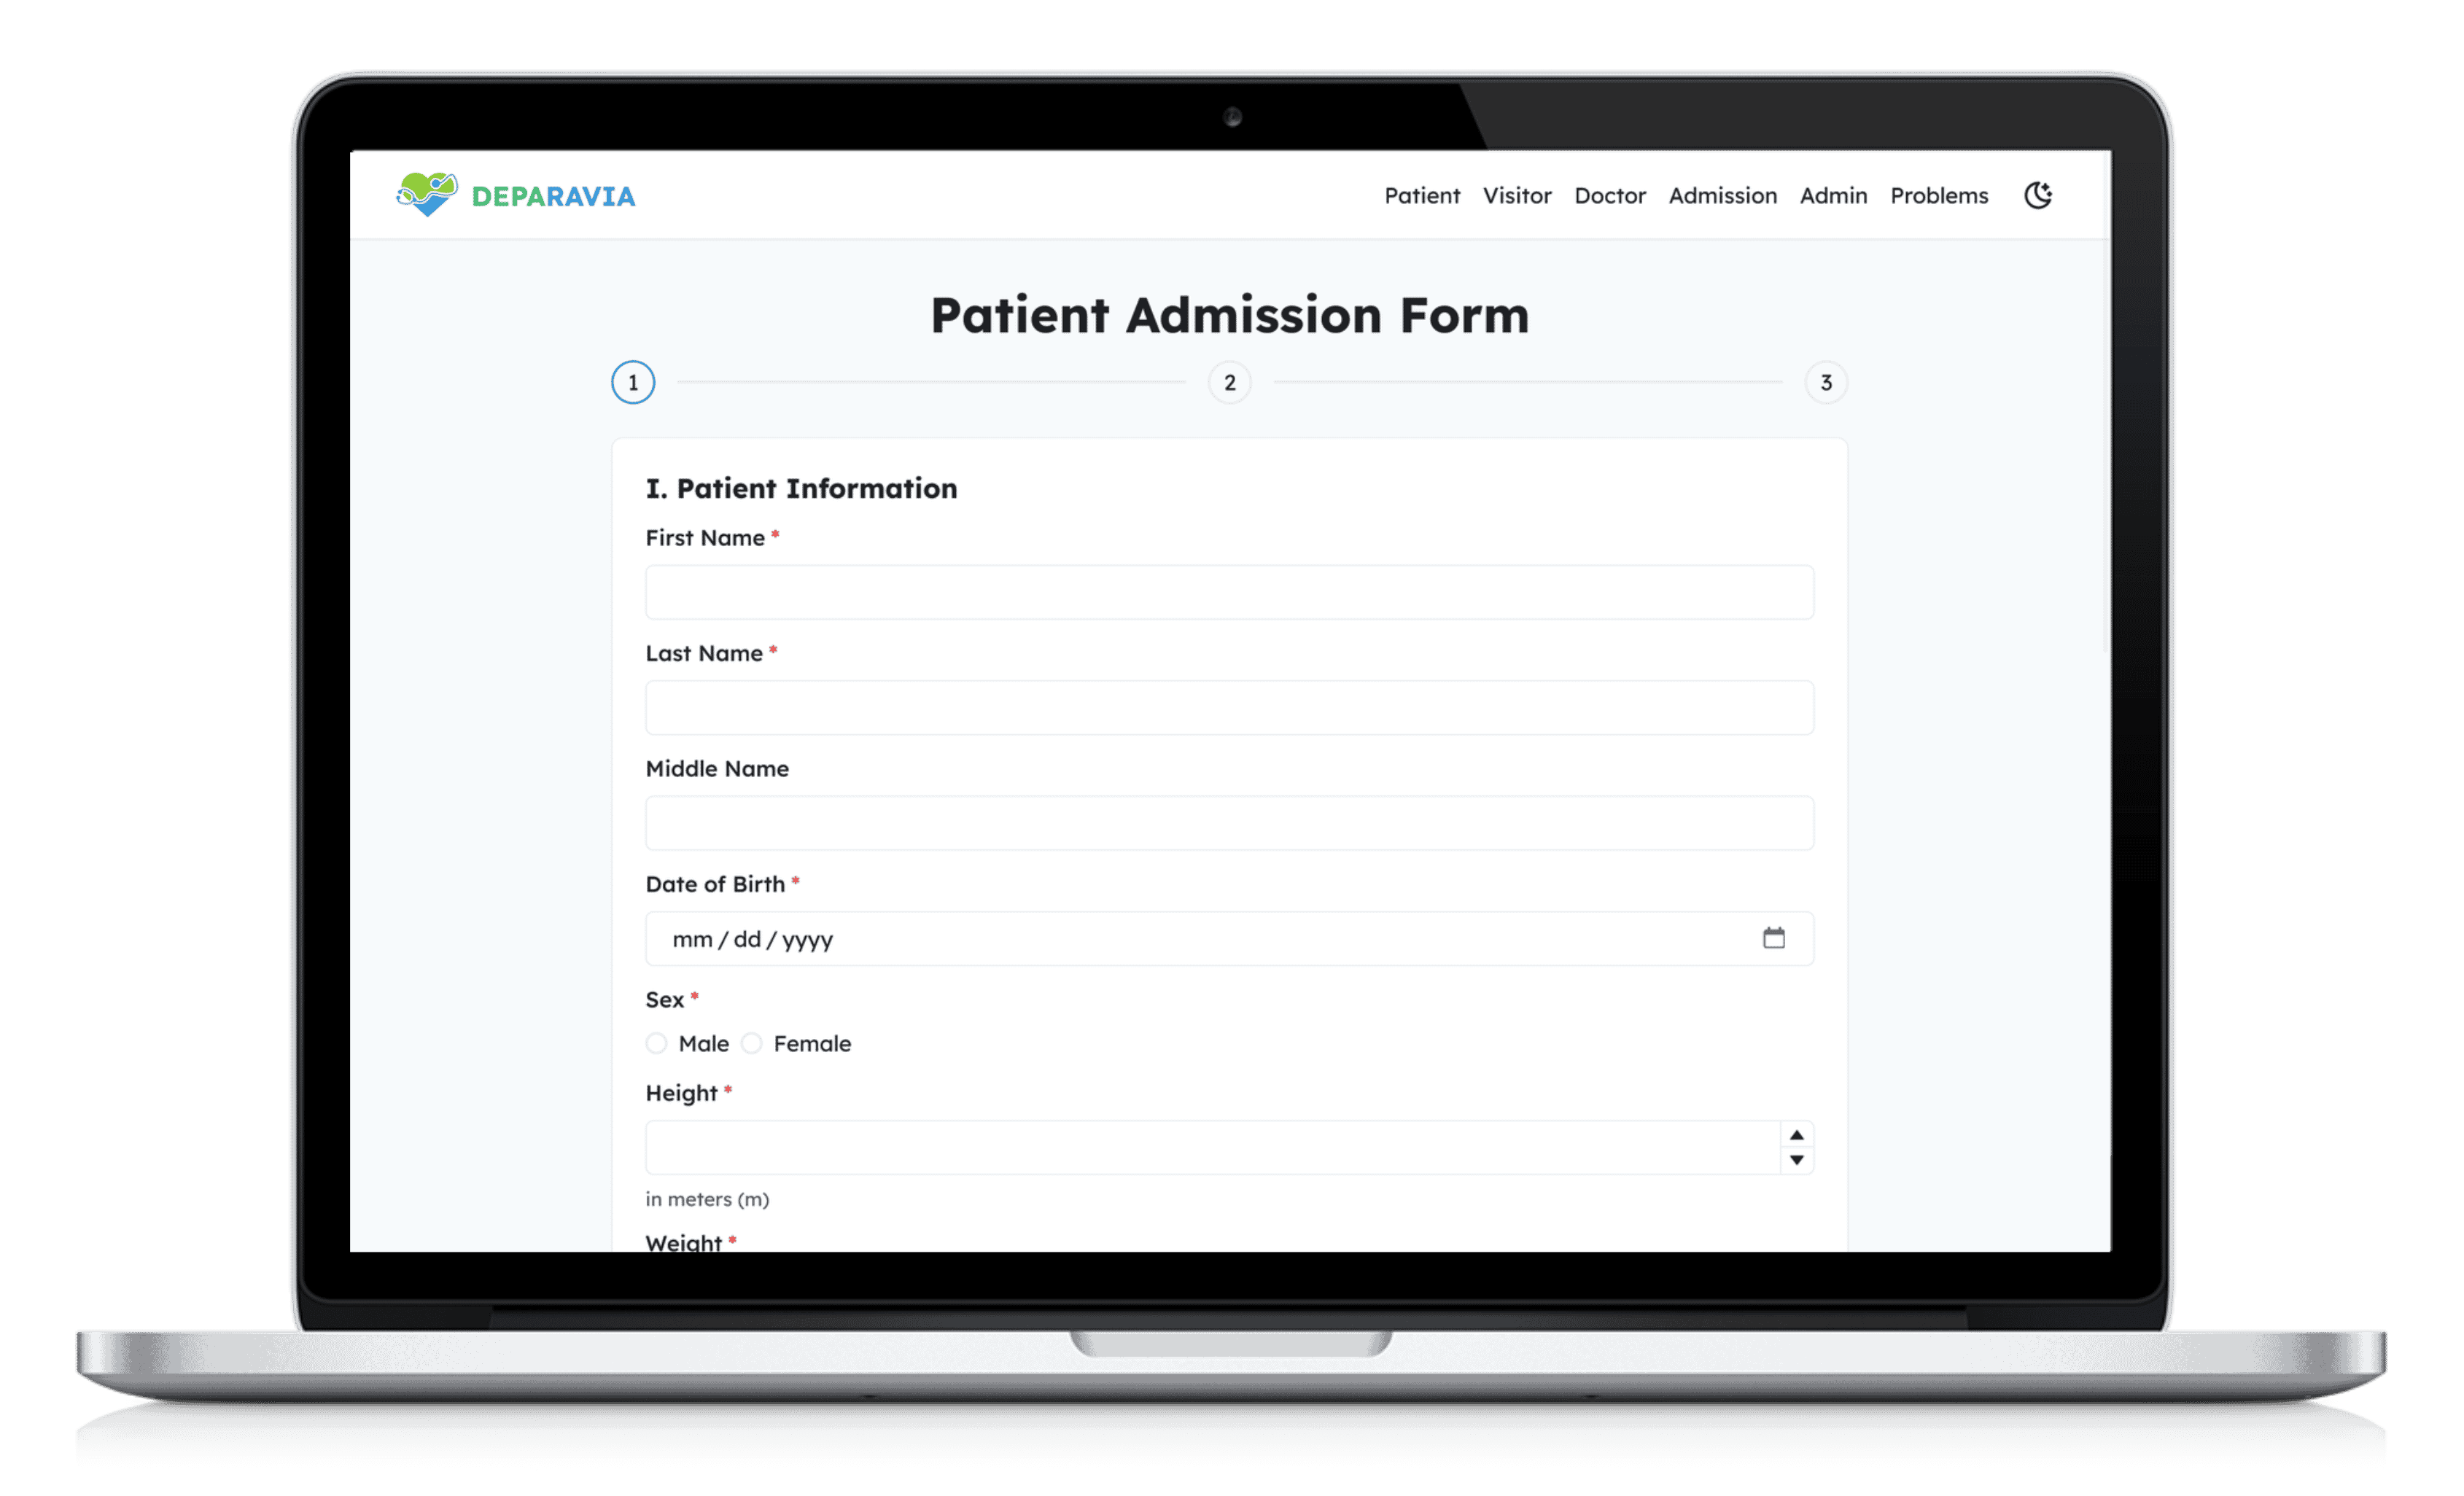 DEPARAVIA
Patient Visitor Doctor Admission Admin Problems
Patient Admission Form
1 2 3
I. Patient Information
First Name *
Last Name *
Middle Name
Date of Birth *
mm / dd / yyyy
Sex *
Male Female
Height *
in meters (m)
Weight *